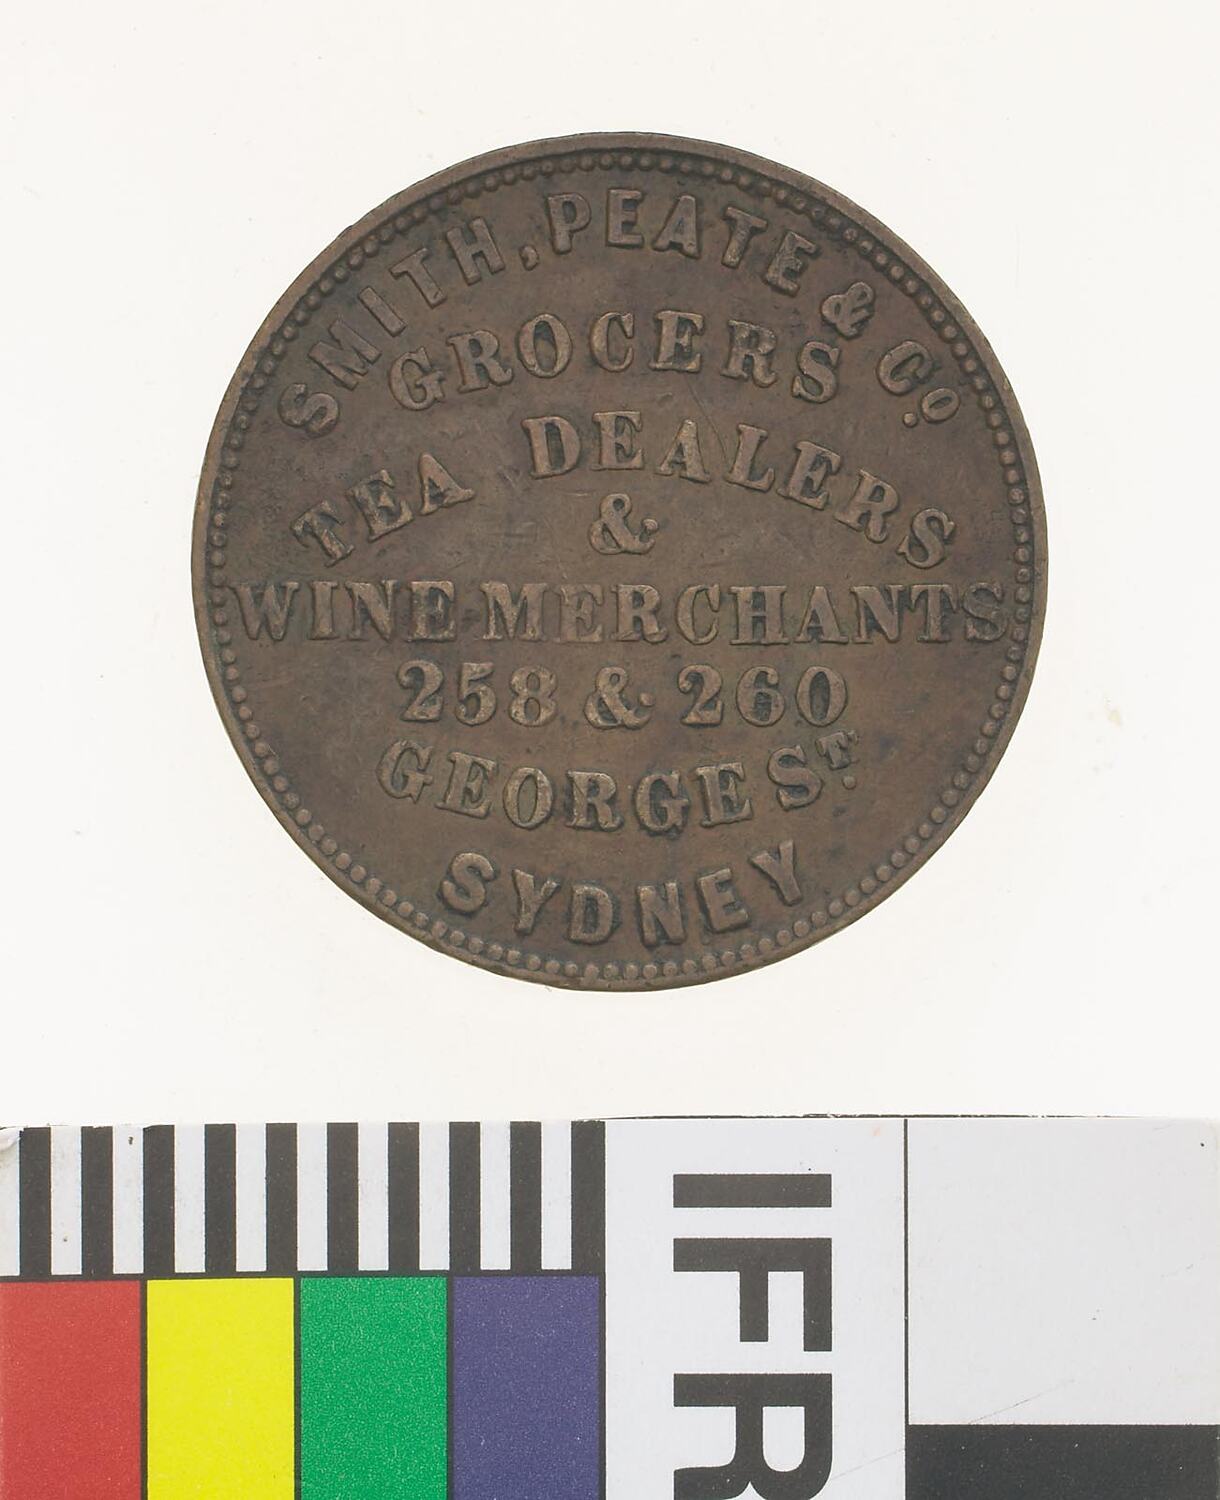 SMITH, PEATE & Co.
GROCERS
TEA DEALERS
&
WINE MERCHANTS
258 & 260
GEORGE ST.
SYDNEY
IFR